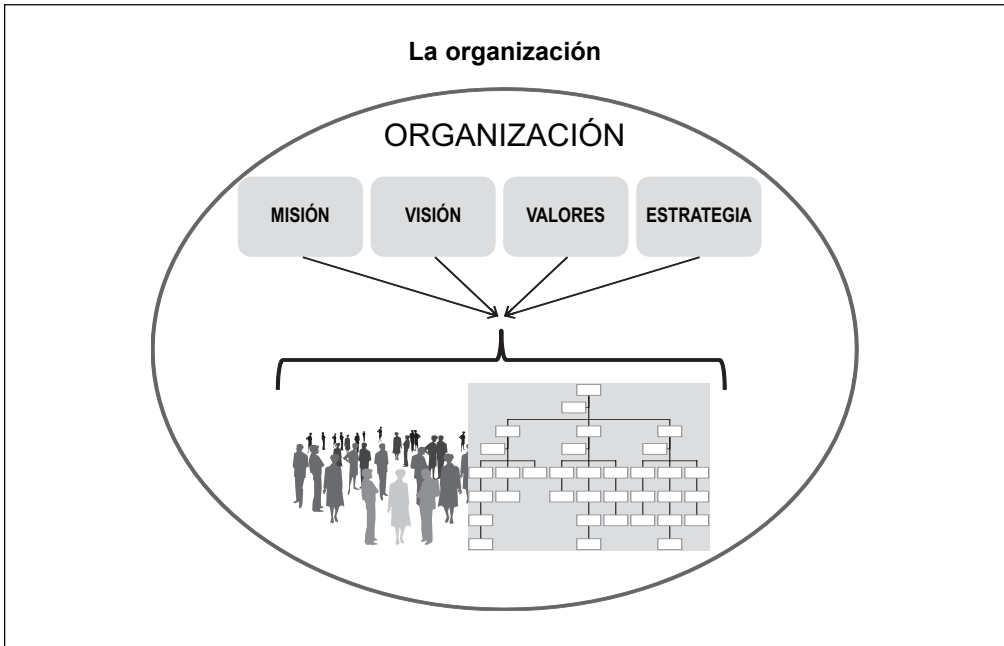 La organización
ORGANIZACIÓN
MISIÓN
VISIÓN
VALORES
ESTRATEGIA